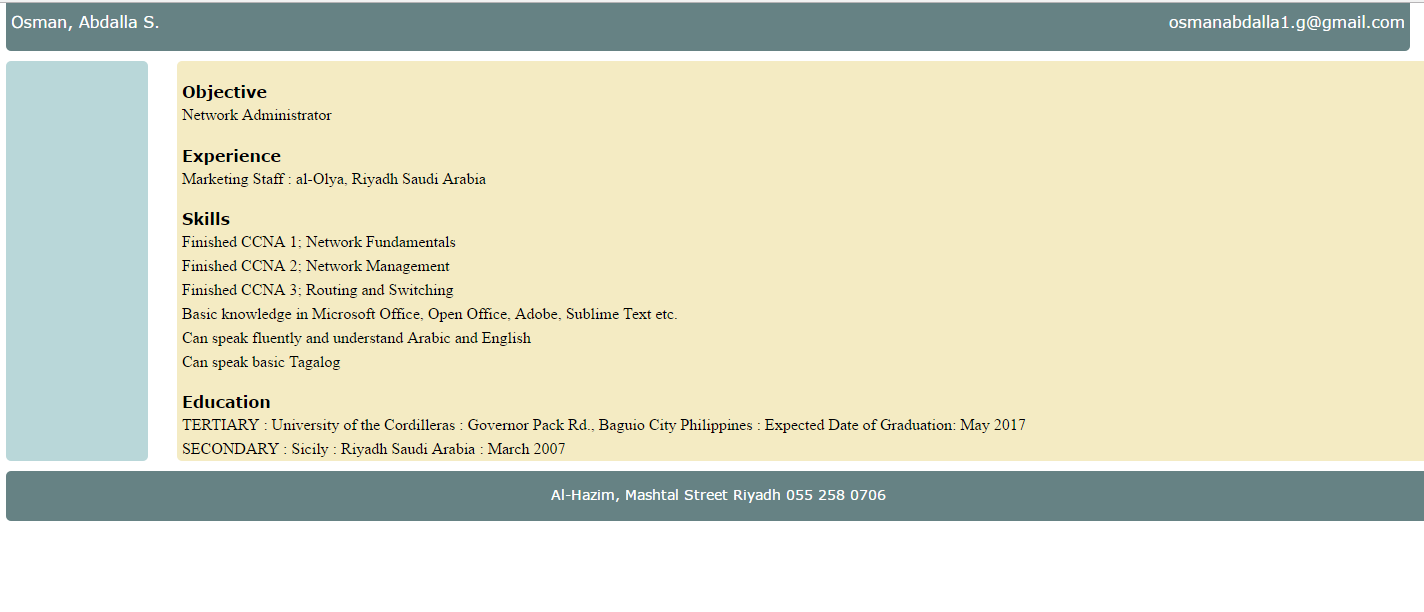 Osman, Abdalla S.
osmanabdalla1.g@gmail.com
Objective
Network Administrator
Experience
Marketing Staff : al-Olya, Riyadh Saudi Arabia
Skills
Finished CCNA 1; Network Fundamentals
Finished CCNA 2; Network Management
Finished CCNA 3; Routing and Switching
Basic knowledge in Microsoft Office, Open Office, Adobe, Sublime Text etc.
Can speak fluently and understand Arabic and English
Can speak basic Tagalog
Education
TERTIARY : University of the Cordilleras : Governor Pack Rd., Baguio City Philippines : Expected Date of Graduation: May 2017
SECONDARY : Sicily : Riyadh Saudi Arabia : March 2007
Al-Hazim, Mashtal Street Riyadh 055 258 0706